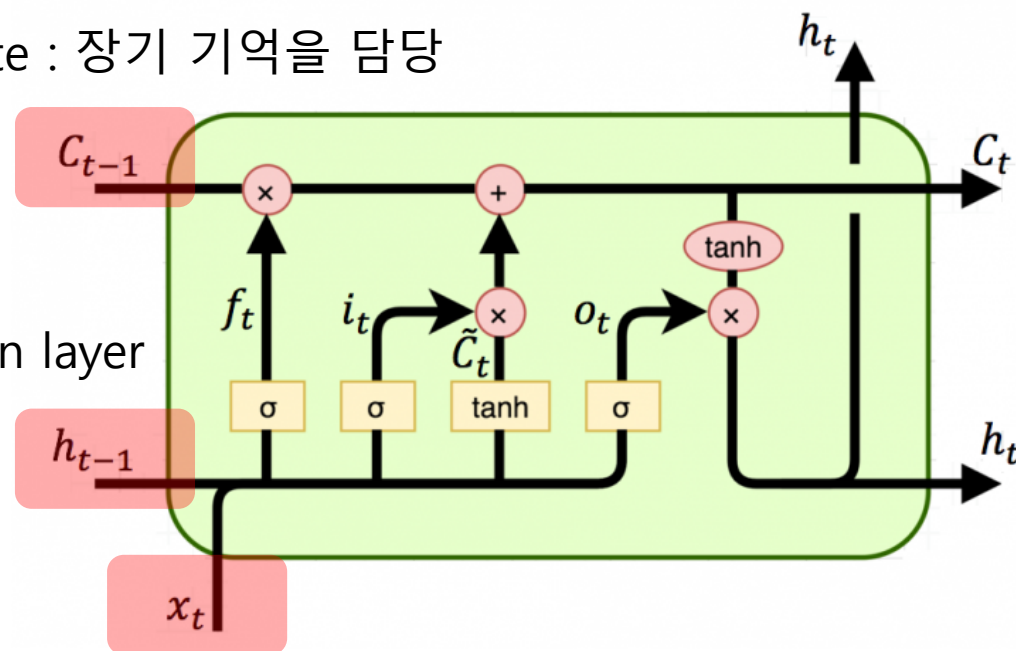 te : 장기 기억을 담당
h_t
C_{t-1}
C_t
×
+
tanh
f_t
i_t
×
o_t
×
C̃_t
n layer
σ
σ
tanh
σ
h_{t-1}
h_t
x_t